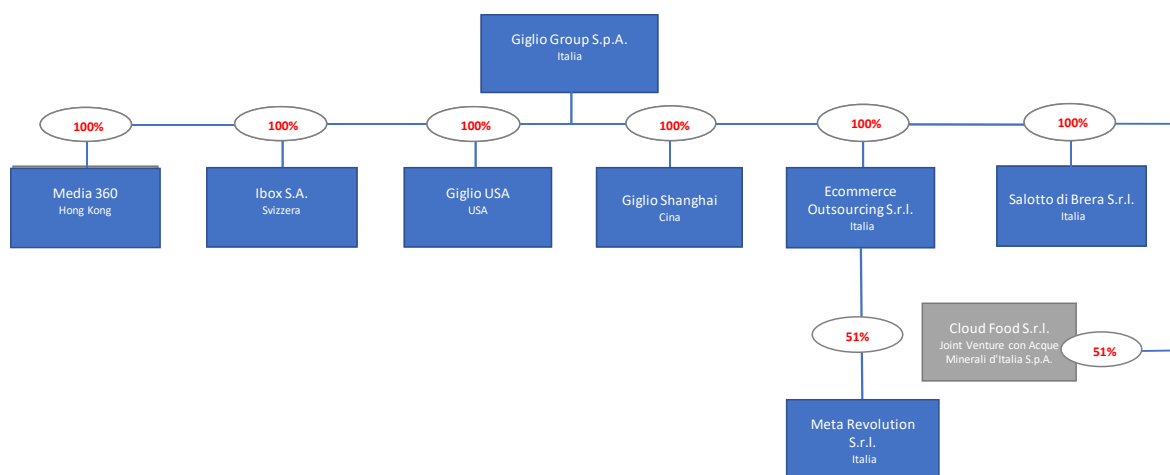 Giglio Group S.p.A.
Italia
100%
100%
100%
100%
100%
100%
Media 360
Hong Kong
Ibox S.A.
Svizzera
Giglio USA
USA
Giglio Shanghai
Cina
Ecommerce
Outsourcing S.r.l.
Italia
Salotto di Brera S.r.l.
Italia
51%
Cloud Food S.r.l.
Joint Venture con Acque
Minerali d'Italia S.p.A.
51%
Meta Revolution
S.r.l.
Italia